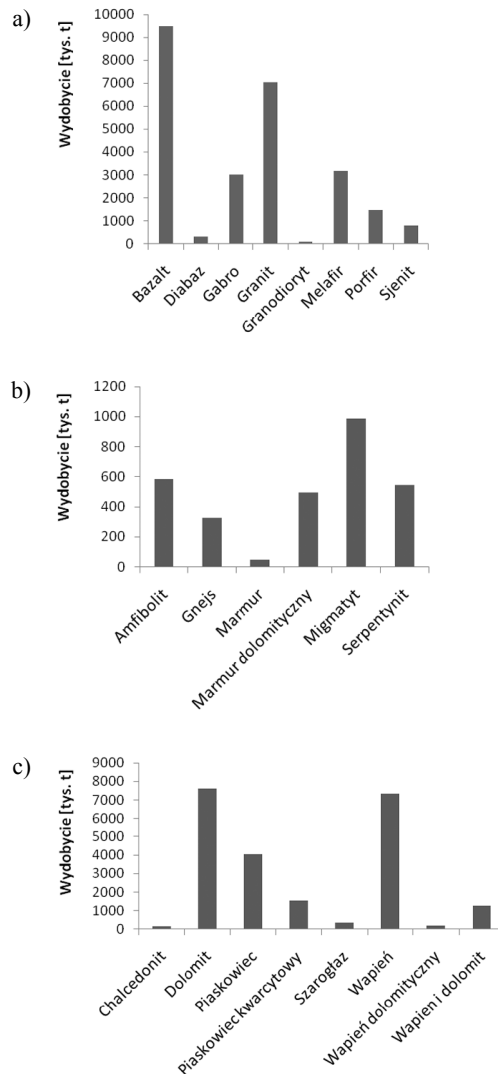 a)
Wydobycie [tys. t]
10000
9000
8000
7000
6000
5000
4000
3000
2000
1000
0
Bazalt
Diabaz
Gabro
Granit
Granodioryt
Melafir
Porfir
Sjenit
b)
Wydobycie [tys. t]
1200
1000
800
600
400
200
0
Amfibolit
Gnejs
Marmur
Marmur dolomityczny
Migmatyt
Serpentynit
c)
Wydobycie [tys. t]
9000
8000
7000
6000
5000
4000
3000
2000
1000
0
Chalcedonit
Dolomit
Piaskowiec
Piaskowiec kwarcytowy
Szarogłaz
Wapień
Wapień dolomityczny
Wapien i dolomit